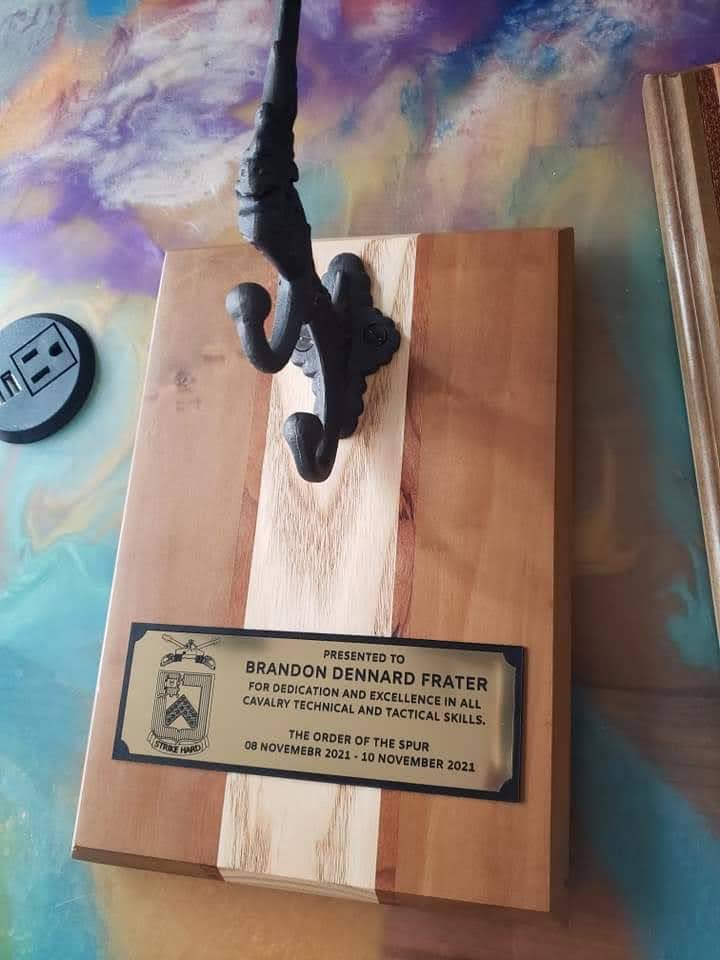 PRESENTED TO
BRANDON DENNARD FRATER
FOR DEDICATION AND EXCELLENCE IN ALL
CAVALRY TECHNICAL AND TACTICAL SKILLS.
THE ORDER OF THE SPUR
08 NOVEMEBR 2021 - 10 NOVEMBER 2021
STRIKE HARD